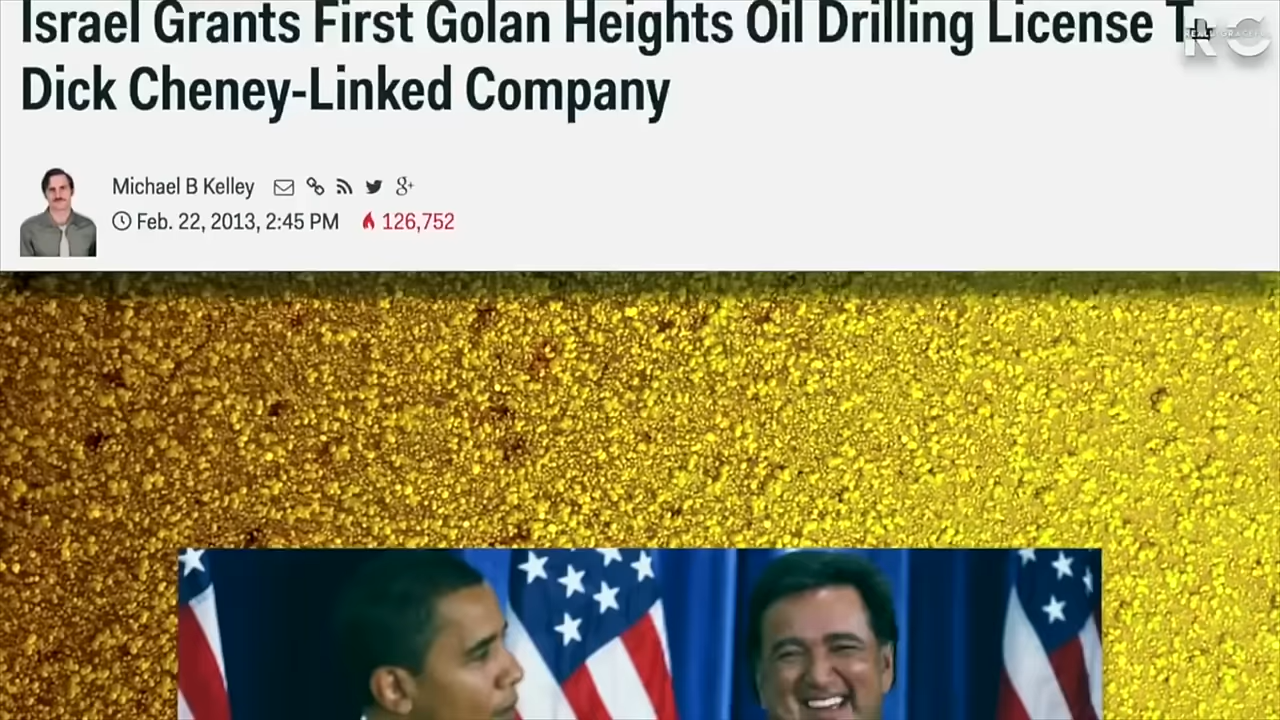 Israel Grants First Golan Heights Oil Drilling License T
Dick Cheney-Linked Company
Michael B Kelley
Feb. 22, 2013, 2:45 PM 126,752